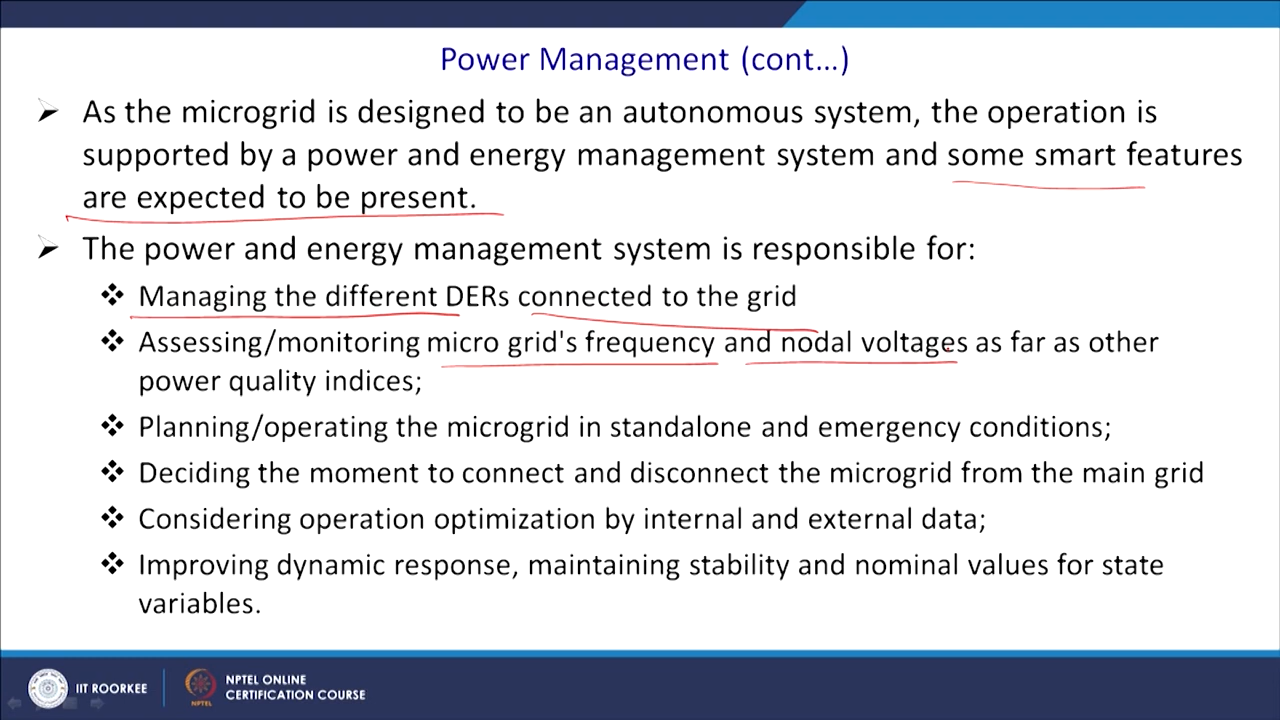 Power Management (cont...)
➢ As the microgrid is designed to be an autonomous system, the operation is
supported by a power and energy management system and some smart features
are expected to be present.
➢ The power and energy management system is responsible for:
❖ Managing the different DERs connected to the grid
❖ Assessing/monitoring micro grid's frequency and nodal voltages as far as other
power quality indices;
❖ Planning/operating the microgrid in standalone and emergency conditions;
❖ Deciding the moment to connect and disconnect the microgrid from the main grid
❖ Considering operation optimization by internal and external data;
❖ Improving dynamic response, maintaining stability and nominal values for state
variables.
IIT ROORKEE
NPTEL ONLINE
CERTIFICATION COURSE
NPTEL